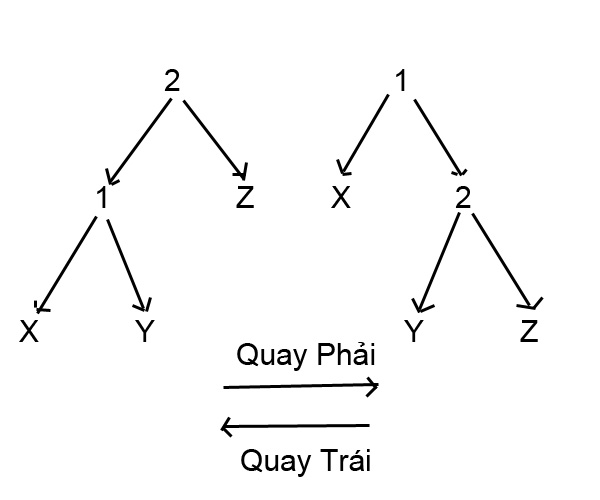 2 1
1 Z X 2
X Y Y Z
Quay Phải
Quay Trái